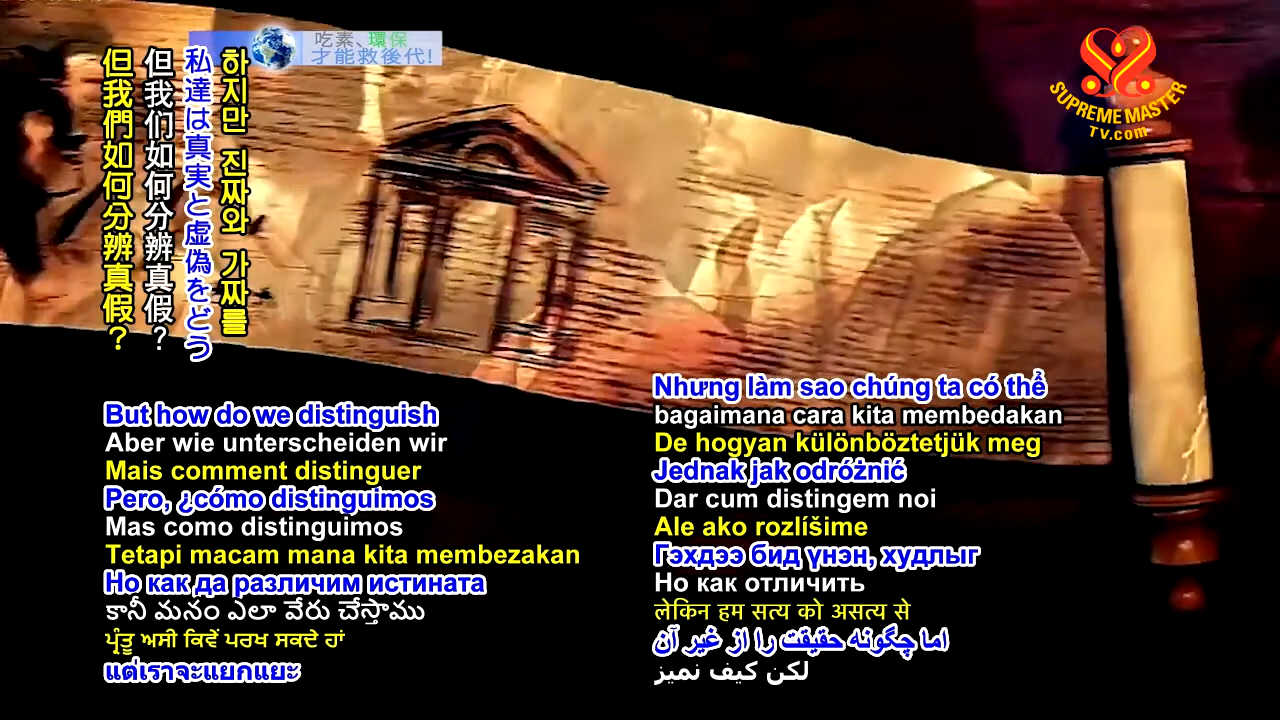 吃素、環保
才能救後代!
SUPREME MASTER
TV.com
하지만 진짜와 가짜를
私達は真実と虚偽をどう
但我们如何分辨真假？
但我們如何分辨真假？
But how do we distinguish
Aber wie unterscheiden wir
Mais comment distinguer
Pero, ¿cómo distinguimos
Mas como distinguimos
Tetapi macam mana kita membezakan
Но как да различим истината
కానీ మనం ఎలా వేరు చేస్తాము
ਪ੍ਰੰਤੂ ਅਸੀ ਕਿਵੇਂ ਪਰਖ ਸਕਦੇ ਹਾਂ
แต่เราจะแยกแยะ
Nhưng làm sao chúng ta có thể
bagaimana cara kita membedakan
De hogyan különböztetjük meg
Jednak jak odróżnić
Dar cum distingem noi
Ale ako rozlíšime
Гэхдээ бид үнэн, худлыг
Но как отличить
लेकिन हम सत्य को असत्य से
اما چگونه حقیقت را از غیر آن
لكن كيف نميز